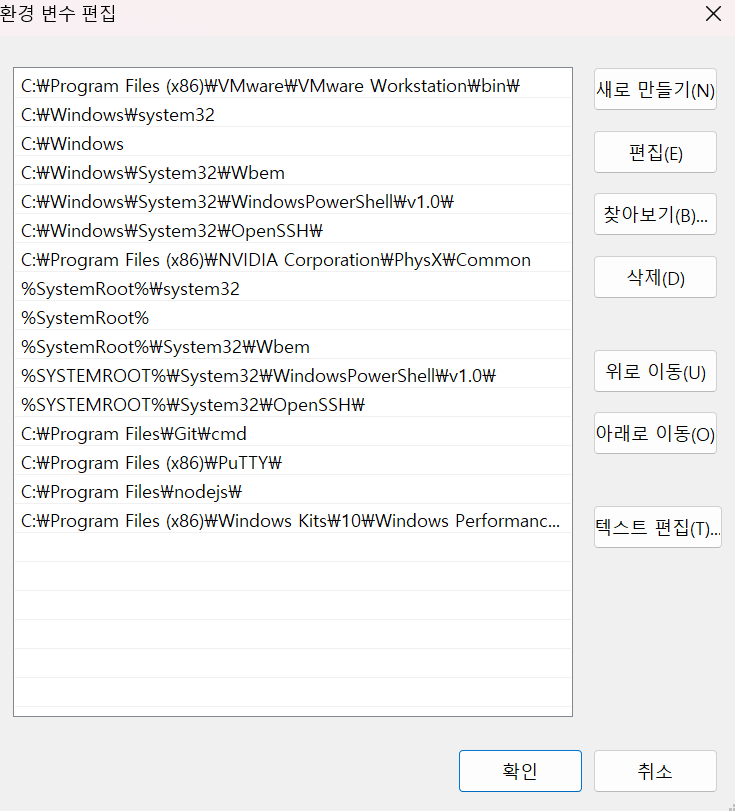 환경 변수 편집
C:₩Program Files (x86)₩VMware₩VMware Workstation₩bin₩
C:₩Windows₩system32
C:₩Windows
C:₩Windows₩System32₩Wbem
C:₩Windows₩System32₩WindowsPowerShell₩v1.0₩
C:₩Windows₩System32₩OpenSSH₩
C:₩Program Files (x86)₩NVIDIA Corporation₩PhysX₩Common
%SystemRoot%₩system32
%SystemRoot%
%SystemRoot%₩System32₩Wbem
%SYSTEMROOT%₩System32₩WindowsPowerShell₩v1.0₩
%SYSTEMROOT%₩System32₩OpenSSH₩
C:₩Program Files₩Git₩cmd
C:₩Program Files (x86)₩PuTTY₩
C:₩Program Files₩nodejs₩
C:₩Program Files (x86)₩Windows Kits₩10₩Windows Performanc...
새로 만들기(N)
편집(E)
찾아보기(B)...
삭제(D)
위로 이동(U)
아래로 이동(O)
텍스트 편집(T)...
확인
취소